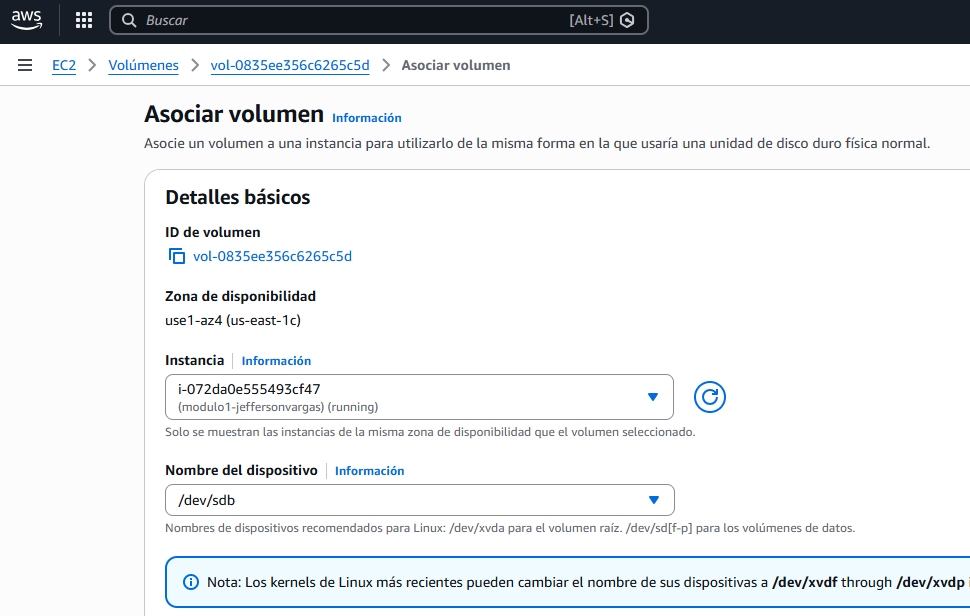 aws
Buscar [Alt+S]
EC2 > Volúmenes > vol-0835ee356c6265c5d > Asociar volumen
Asociar volumen Información
Asocie un volumen a una instancia para utilizarlo de la misma forma en la que usaría una unidad de disco duro física normal.
Detalles básicos
ID de volumen
vol-0835ee356c6265c5d
Zona de disponibilidad
use1-az4 (us-east-1c)
Instancia | Información
i-072da0e555493cf47
(modulo1-jeffersonvargas) (running)
Solo se muestran las instancias de la misma zona de disponibilidad que el volumen seleccionado.
Nombre del dispositivo | Información
/dev/sdb
Nombres de dispositivos recomendados para Linux: /dev/xvda para el volumen raíz. /dev/sd[f-p] para los volúmenes de datos.
Nota: Los kernels de Linux más recientes pueden cambiar el nombre de sus dispositivas a /dev/xvdf through /dev/xvdp